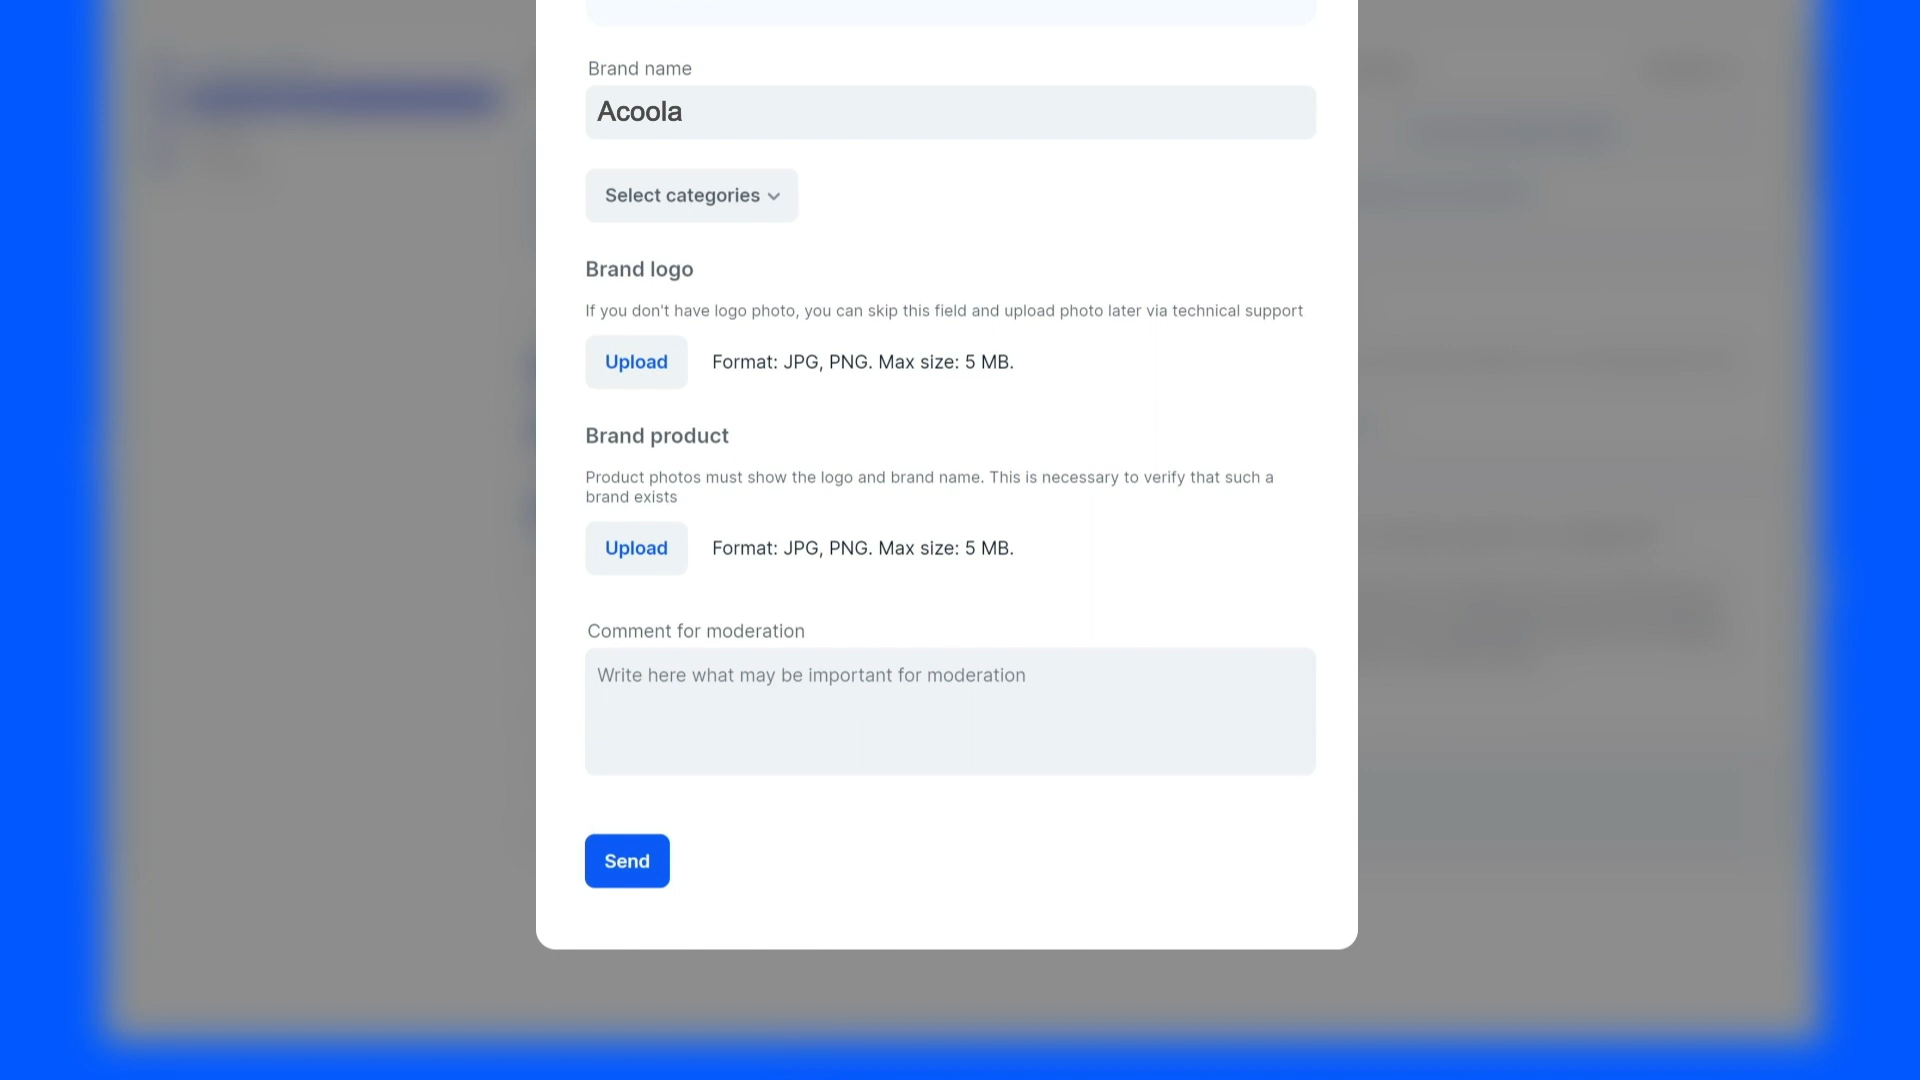 Brand name
Acoola
Select categories
Brand logo
If you don't have logo photo, you can skip this field and upload photo later via technical support
Upload
Format: JPG, PNG. Max size: 5 MB.
Brand product
Product photos must show the logo and brand name. This is necessary to verify that such a
brand exists
Upload
Format: JPG, PNG. Max size: 5 MB.
Comment for moderation
Write here what may be important for moderation
Send